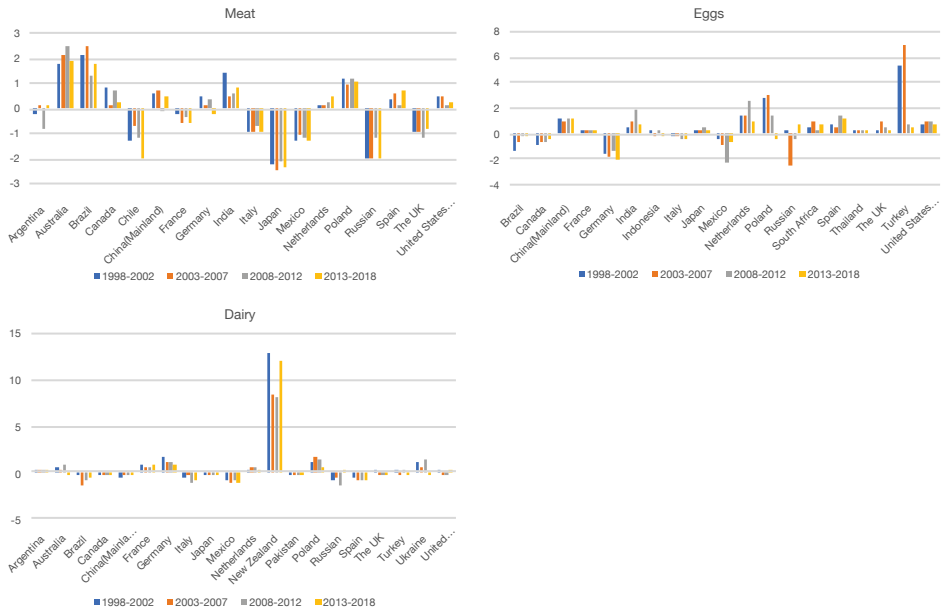 Meat
3
2
1
0
-1
-2
-3
Argentina
Australia
Brazil
Canada
Chile
China(Mainland)
France
Germany
India
Italy
Japan
Mexico
Netherlands
Poland
Russian
Spain
The UK
United States…
1998-2002 2003-2007 2008-2012 2013-2018
Eggs
8
6
4
2
0
-2
-4
Brazil
Canada
China(Mainland)
France
Germany
India
Indonesia
Italy
Japan
Mexico
Netherlands
Poland
Russian
South Africa
Spain
Thailand
The UK
Turkey
United States…
1998-2002 2003-2007 2008-2012 2013-2018
Dairy
15
10
5
0
-5
Argentina
Australia
Brazil
Canada
China(Mainla…
France
Germany
Italy
Japan
Mexico
Netherlands
New Zealand
Pakistan
Poland
Russian
Spain
The UK
Turkey
Ukraine
United…
1998-2002 2003-2007 2008-2012 2013-2018